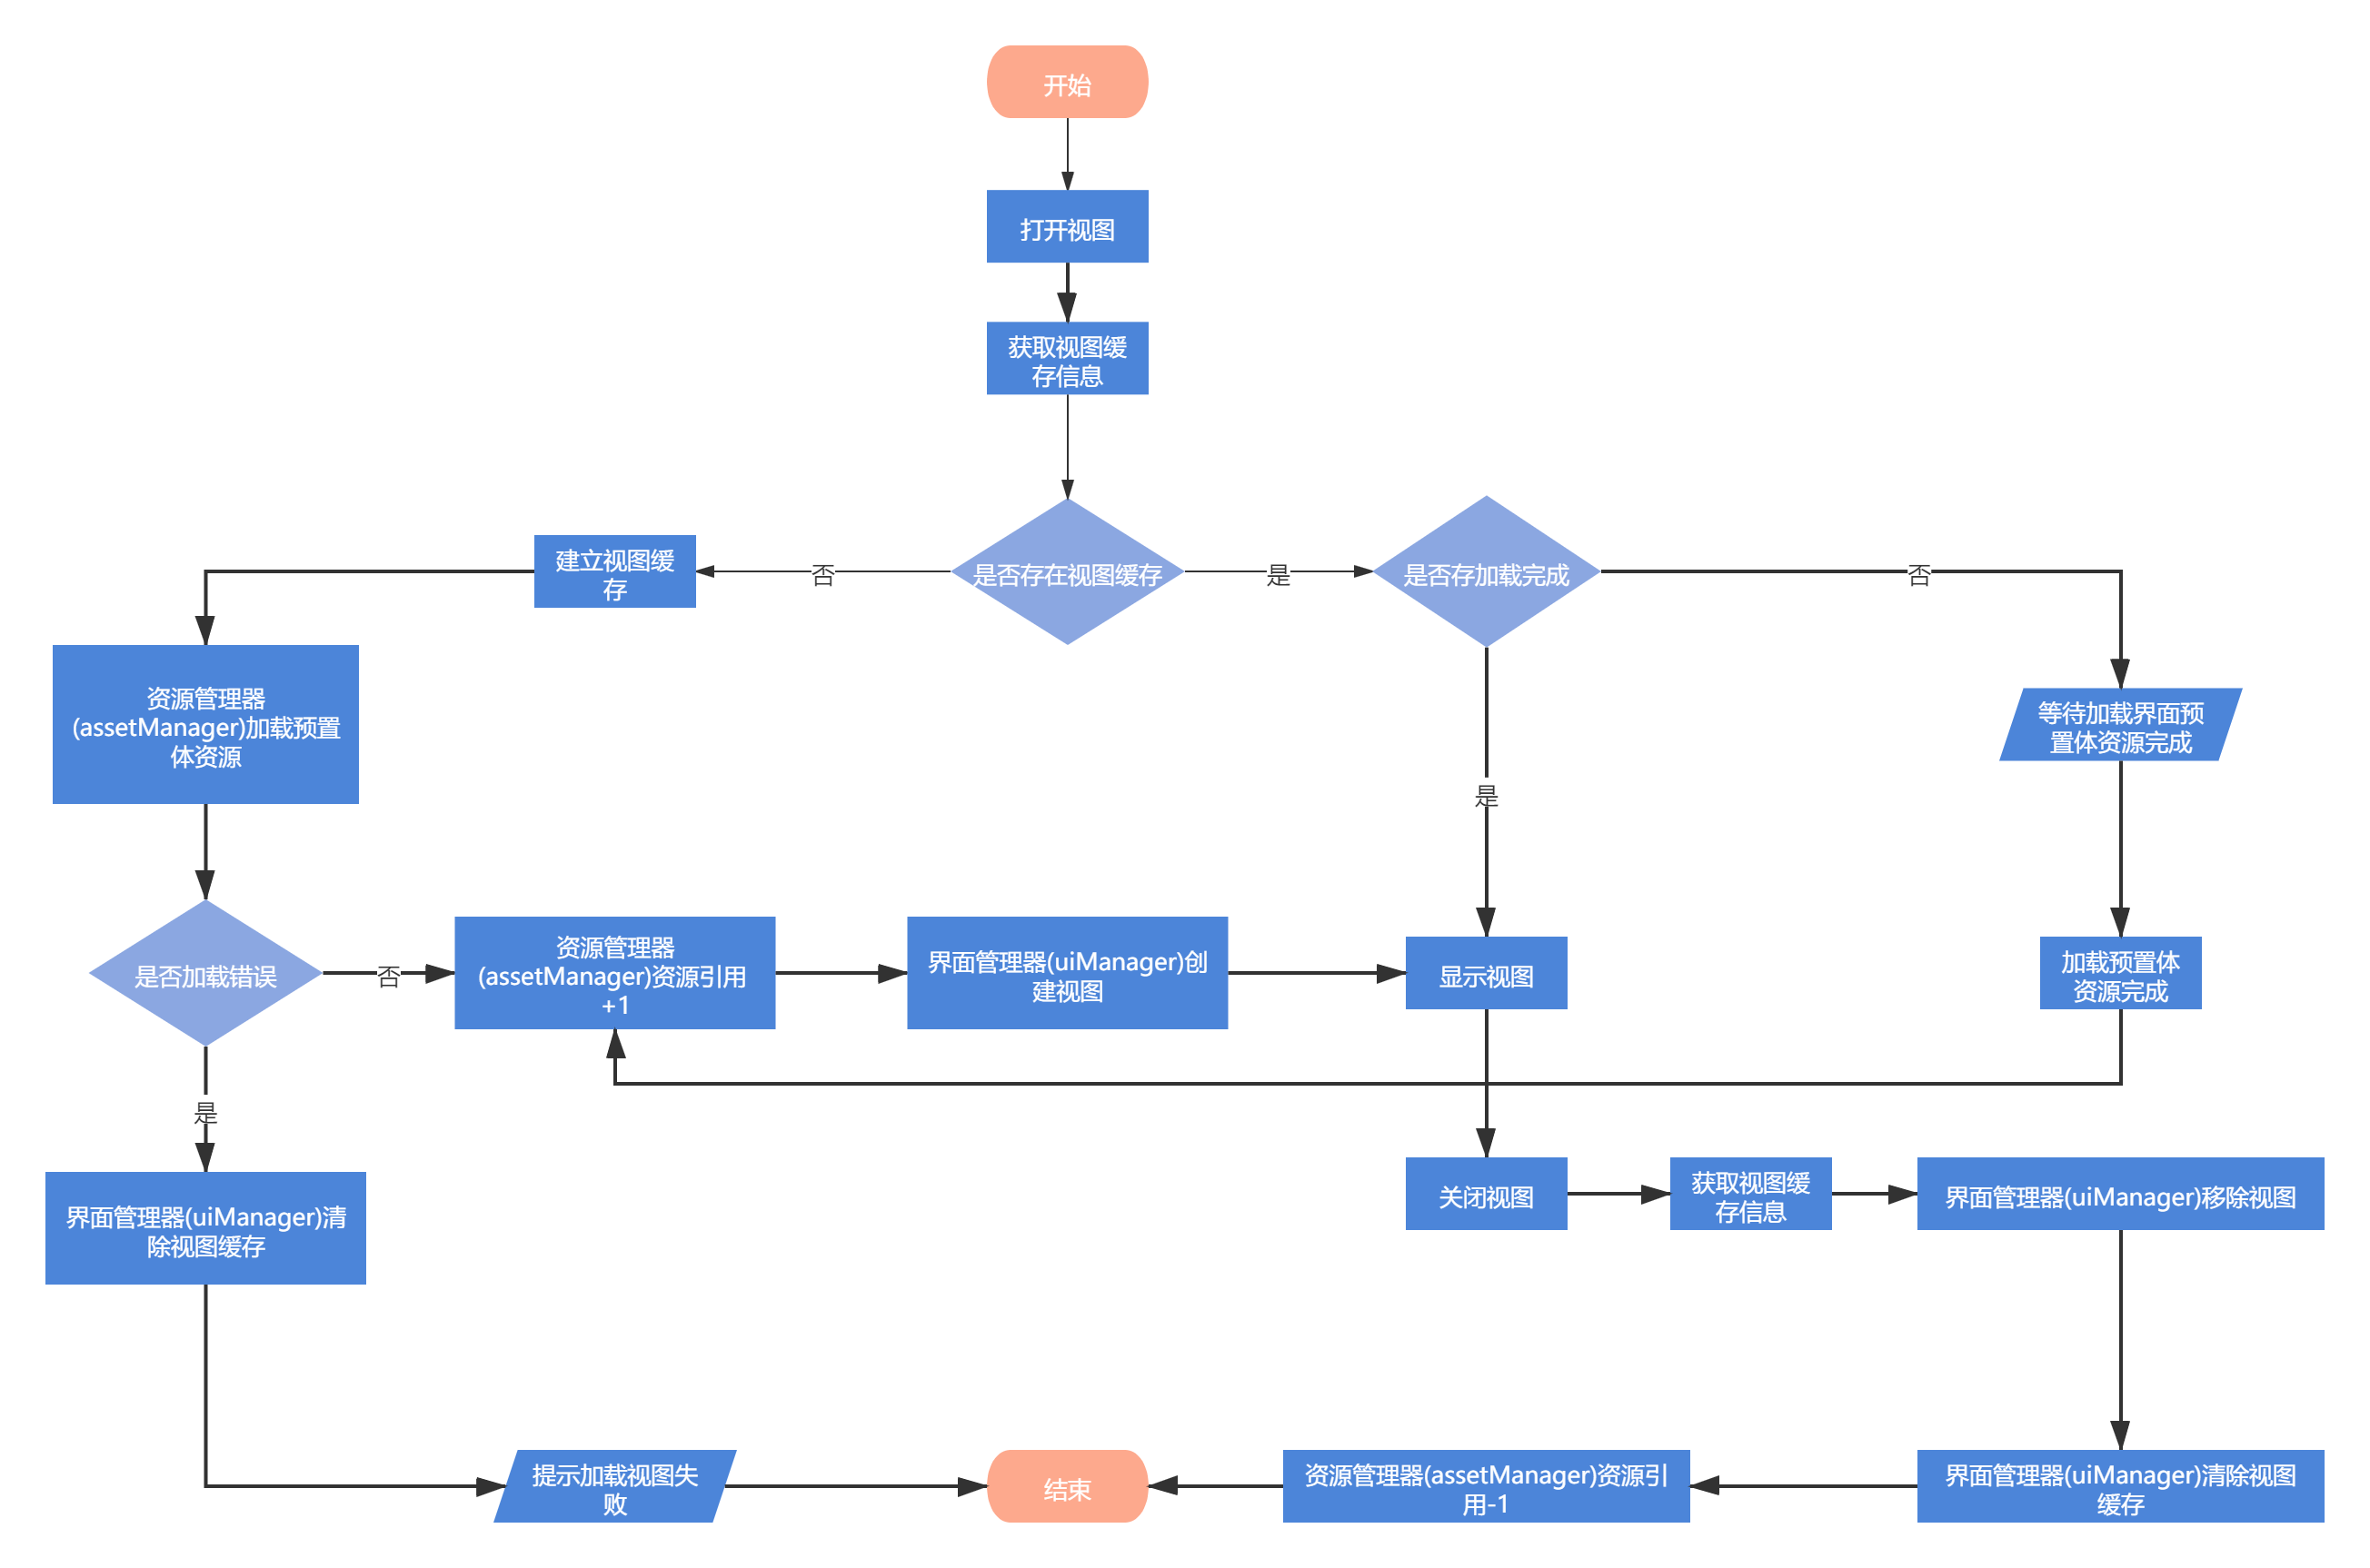 开始
打开视图
获取视图缓
存信息
建立视图缓
存
否
是否存在视图缓存
是
是否存加载完成
否
资源管理器
(assetManager)加载预置
体资源
等待加载界面预
置体资源完成
是
是否加载错误
否
资源管理器
(assetManager)资源引用
+1
界面管理器(uiManager)创
建视图
显示视图
加载预置体
资源完成
是
界面管理器(uiManager)清
除视图缓存
关闭视图
获取视图缓
存信息
界面管理器(uiManager)移除视图
提示加载视图失
败
结束
资源管理器(assetManager)资源引
用-1
界面管理器(uiManager)清除视图
缓存